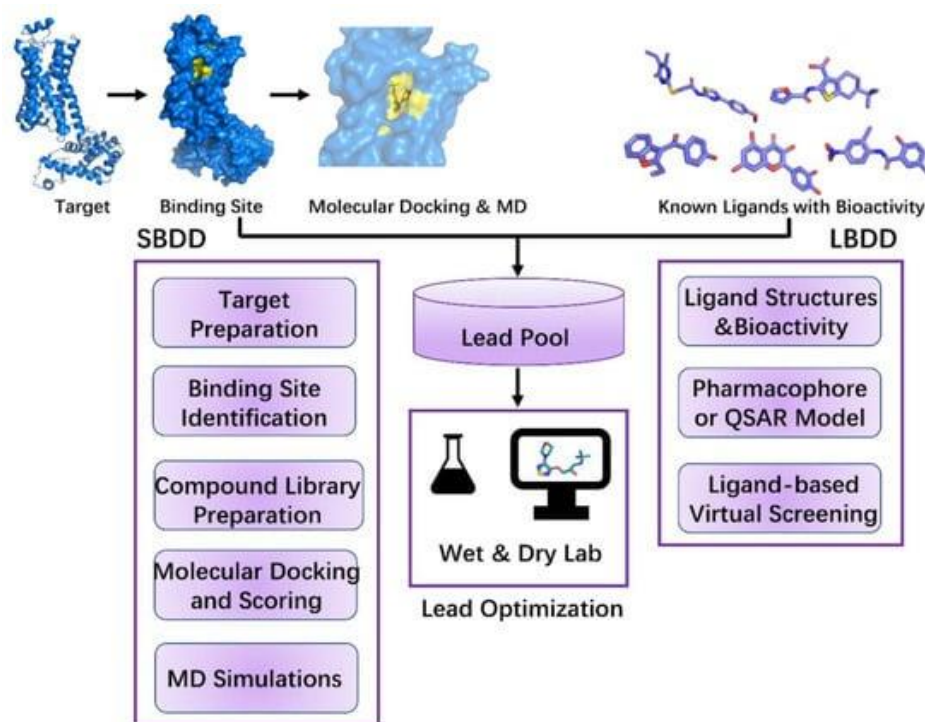 Target
Binding Site
Molecular Docking & MD
Known Ligands with Bioactivity
SBDD
LBDD
Target
Preparation
Binding Site
Identification
Compound Library
Preparation
Molecular Docking
and Scoring
MD Simulations
Lead Pool
Wet & Dry Lab
Lead Optimization
Ligand Structures
&Bioactivity
Pharmacophore
or QSAR Model
Ligand-based
Virtual Screening